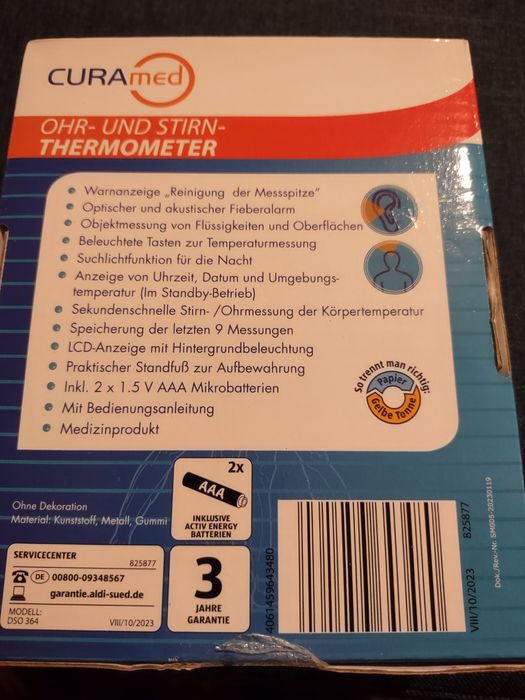 CURAmed
OHR- UND STIRN-
THERMOMETER
Warnanzeige „Reinigung der Messspitze"
Optischer und akustischer Fieberalarm
Objektmessung von Flüssigkeiten und Oberflächen
Beleuchtete Tasten zur Temperaturmessung
Suchlichtfunktion für die Nacht
Anzeige von Uhrzeit, Datum und Umgebungs-
temperatur (Im Standby-Betrieb)
Sekundenschnelle Stirn- /Ohrmessung der Körpertemperatur
Speicherung der letzten 9 Messungen
LCD-Anzeige mit Hintergrundbeleuchtung
Praktischer Standfuß zur Aufbewahrung
Inkl. 2 x 1.5 V AAA Mikrobatterien
Mit Bedienungsanleitung
Medizinprodukt
So trennt man richtig:
Papier
Gelbe Tonne
2x
AAA
INKLUSIVE
ACTIV ENERGY
BATTERIEN
Ohne Dekoration
Material: Kunststoff, Metall, Gummi
SERVICECENTER
825877
DE 00800-09348567
garantie.aldi-sued.de
MODELL:
DSO 364
VIII/10/2023
3
JAHRE
GARANTIE
4061459643480
825877
VIII/10/2023
Dok./Rev.-Nr. SM005-20230119